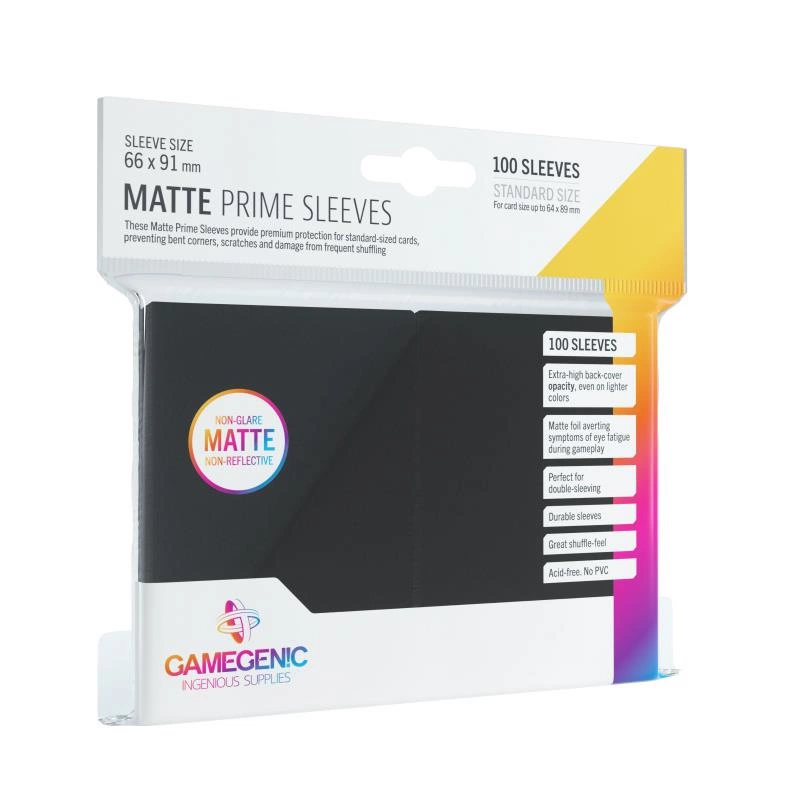 SLEEVE SIZE
66 x 91 mm
MATTE PRIME SLEEVES
These Matte Prime Sleeves provide premium protection for standard-sized cards,
preventing bent corners, scratches and damage from frequent shuffling
100 SLEEVES
STANDARD SIZE
For card size up to 64 x 89 mm
NON-GLARE
MATTE
NON-REFLECTIVE
100 SLEEVES
Extra-high back-cover
opacity, even on lighter
colors
Matte foil averting
symptoms of eye fatigue
during gameplay
Perfect for
double-sleeving
Durable sleeves
Great shuffle-feel
Acid-free. No PVC
GAMEGEN!C
INGENIOUS SUPPLIES